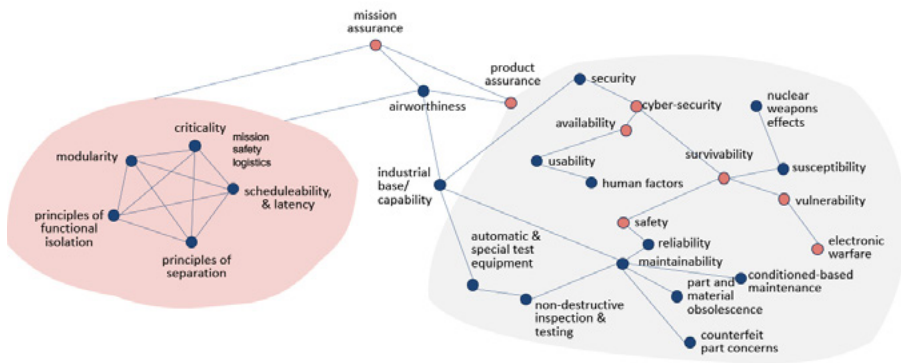 mission
assurance
product
assurance
airworthiness
criticality
mission
safety
logistics
modularity
scheduleability,
& latency
principles of
functional
isolation
principles of
separation
industrial
base/
capability
security
cyber-security
availability
nuclear
weapons
effects
usability
survivability
susceptibility
human factors
vulnerability
safety
electronic
warfare
automatic &
special test
equipment
reliability
maintainability
conditioned-based
maintenance
part and
material
obsolescence
non-destructive
inspection &
testing
counterfeit
part concerns